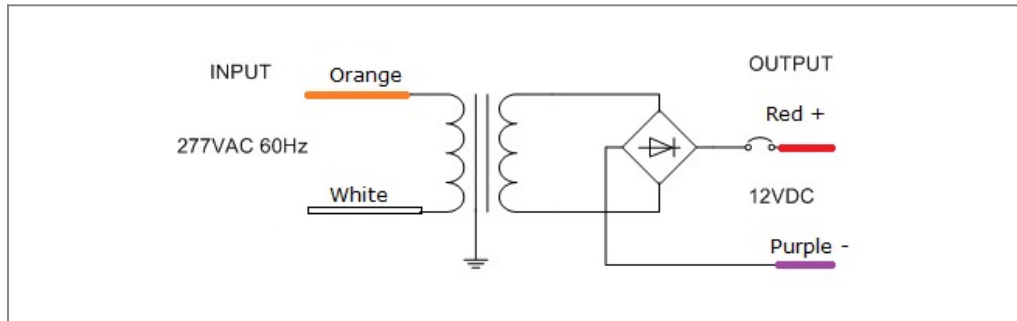 INPUT
Orange
277VAC 60Hz
White
OUTPUT
Red +
12VDC
Purple -